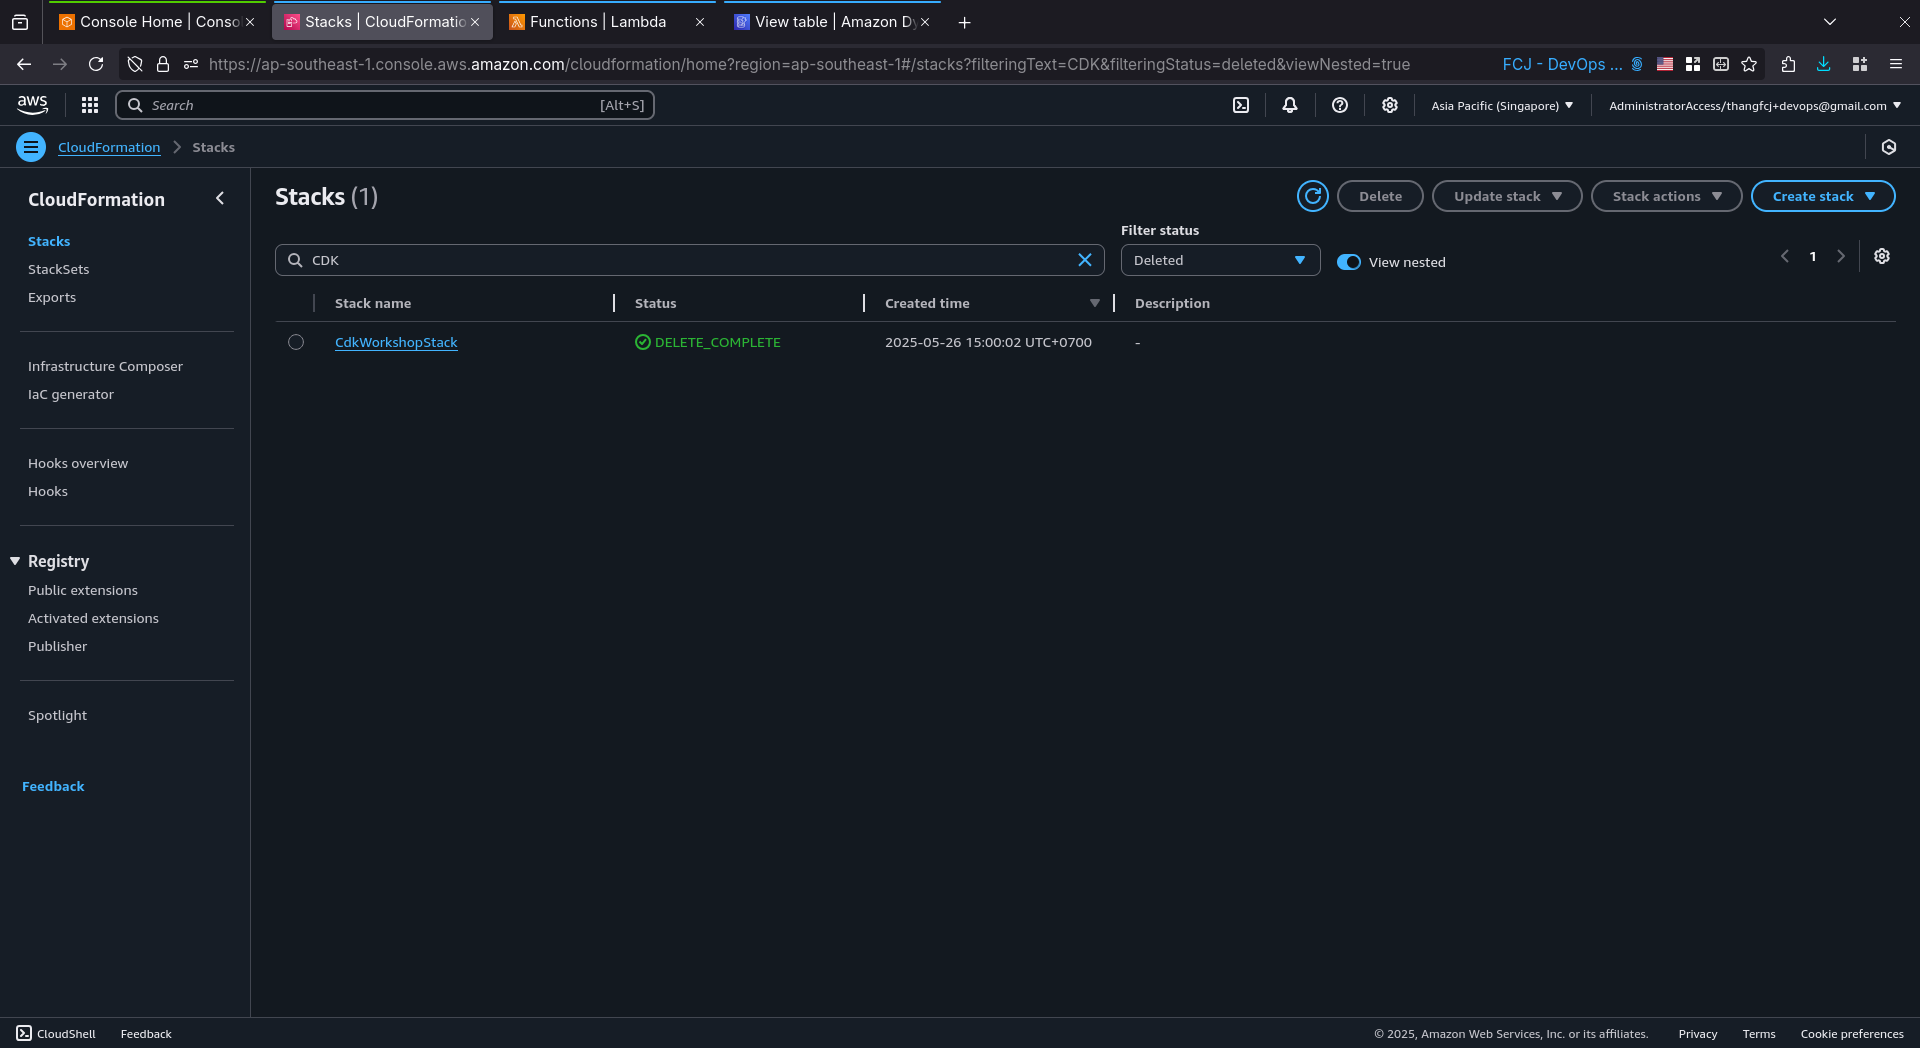 Console Home | Conso
Stacks | CloudFormatio
Functions | Lambda
View table | Amazon Dy
https://ap-southeast-1.console.aws.amazon.com/cloudformation/home?region=ap-southeast-1#/stacks?filteringText=CDK&filteringStatus=deleted&viewNested=true
FCJ - DevOps ...
aws
Search
[Alt+S]
Asia Pacific (Singapore)
AdministratorAccess/thangfcj+devops@gmail.com
CloudFormation
Stacks
CloudFormation
Stacks
StackSets
Exports
Infrastructure Composer
IaC generator
Hooks overview
Hooks
Registry
Public extensions
Activated extensions
Publisher
Spotlight
Feedback
Stacks (1)
Delete
Update stack
Stack actions
Create stack
Filter status
CDK
Deleted
View nested
1
Stack name
Status
Created time
Description
CdkWorkshopStack
DELETE_COMPLETE
2025-05-26 15:00:02 UTC+0700
-
CloudShell
Feedback
© 2025, Amazon Web Services, Inc. or its affiliates.
Privacy
Terms
Cookie preferences